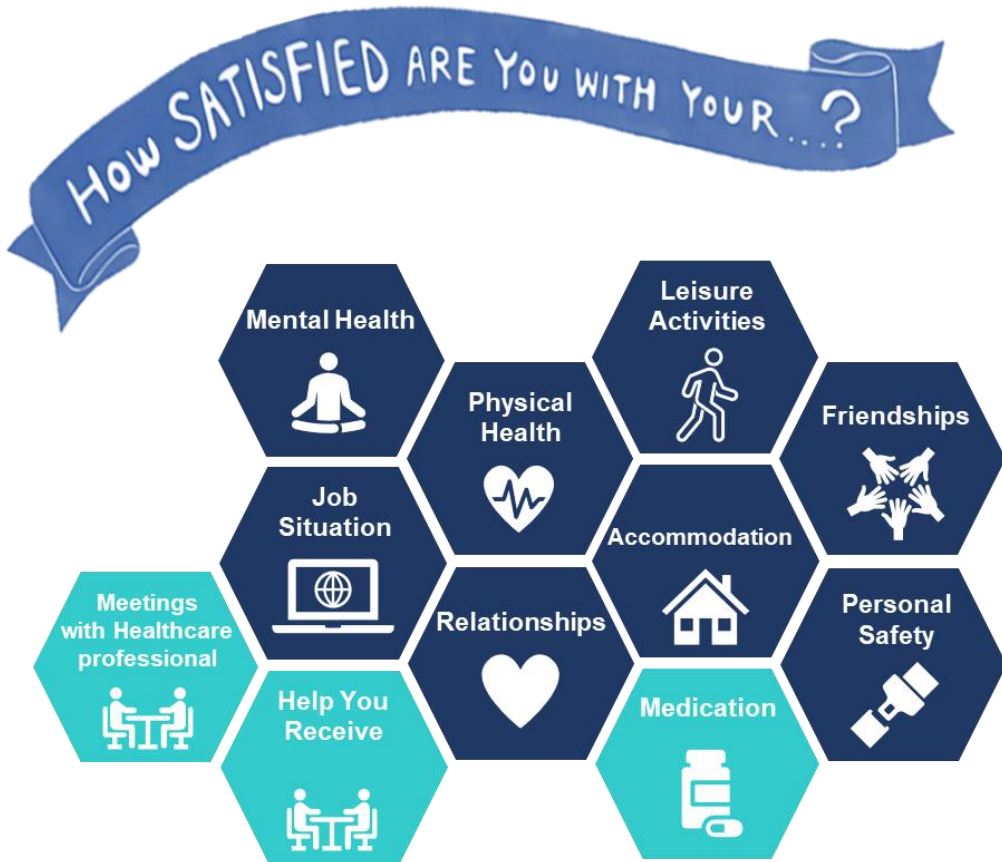 How SATISFIED ARE YOU WITH YOUR....?
Mental Health
Leisure
Activities
Physical
Health
Friendships
Job
Situation
Accommodation
Meetings
with Healthcare
professional
Relationships
Personal
Safety
Help You
Receive
Medication